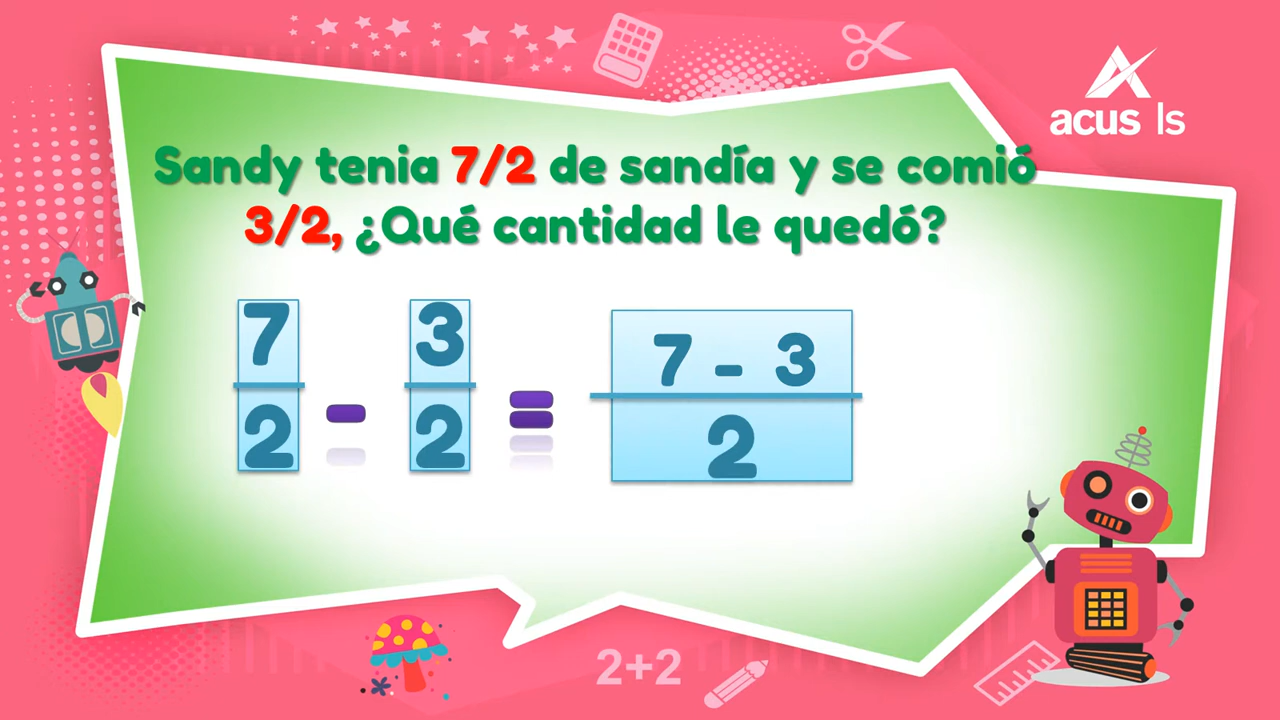 acus ls
Sandy tenia 7/2 de sandía y se comió
3/2, ¿Qué cantidad le quedó?
7 3 7 - 3
- =
2 2 2
2+2